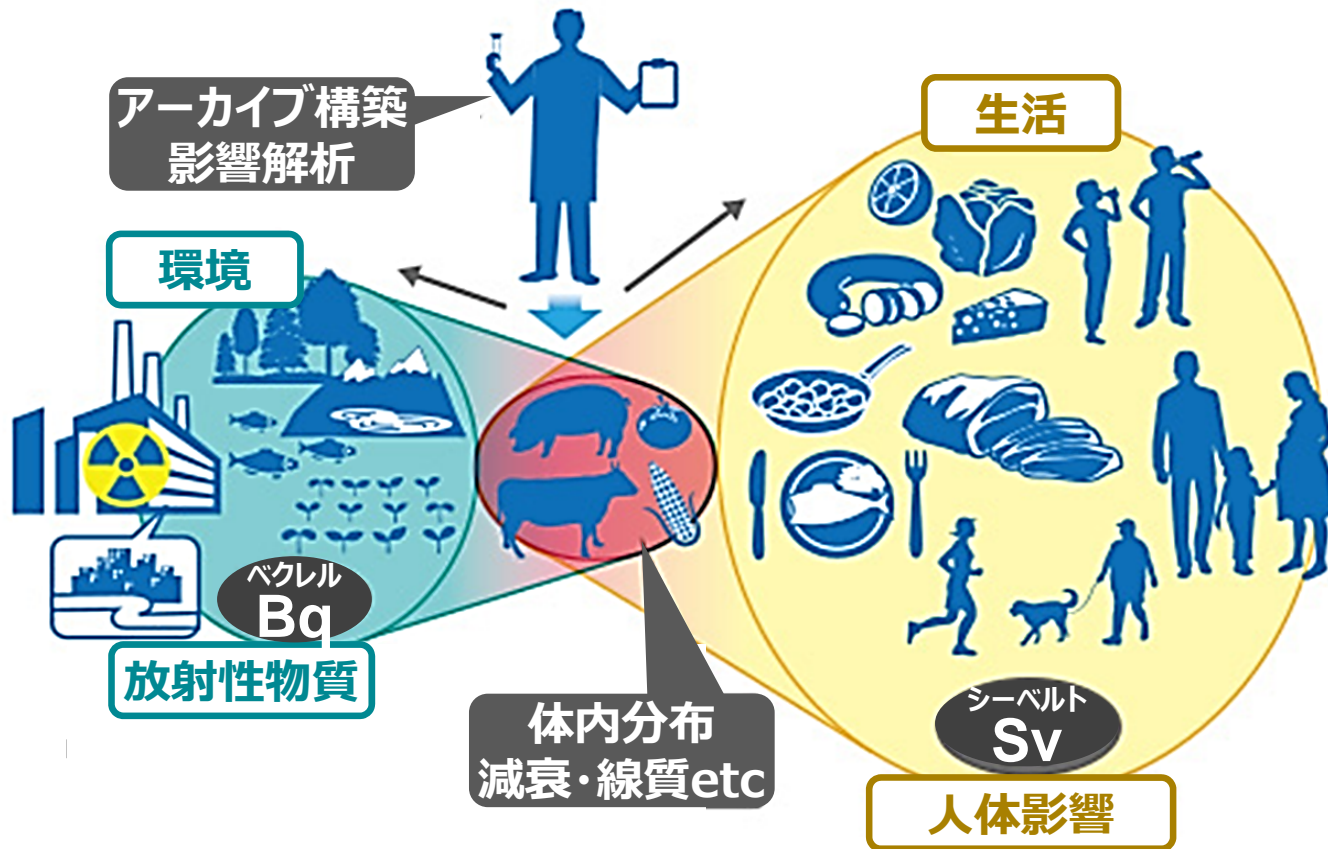 アーカイブ構築
影響解析
生活
環境
ベクレル
Bq
放射性物質
体内分布
減衰・線質etc
シーベルト
Sv
人体影響